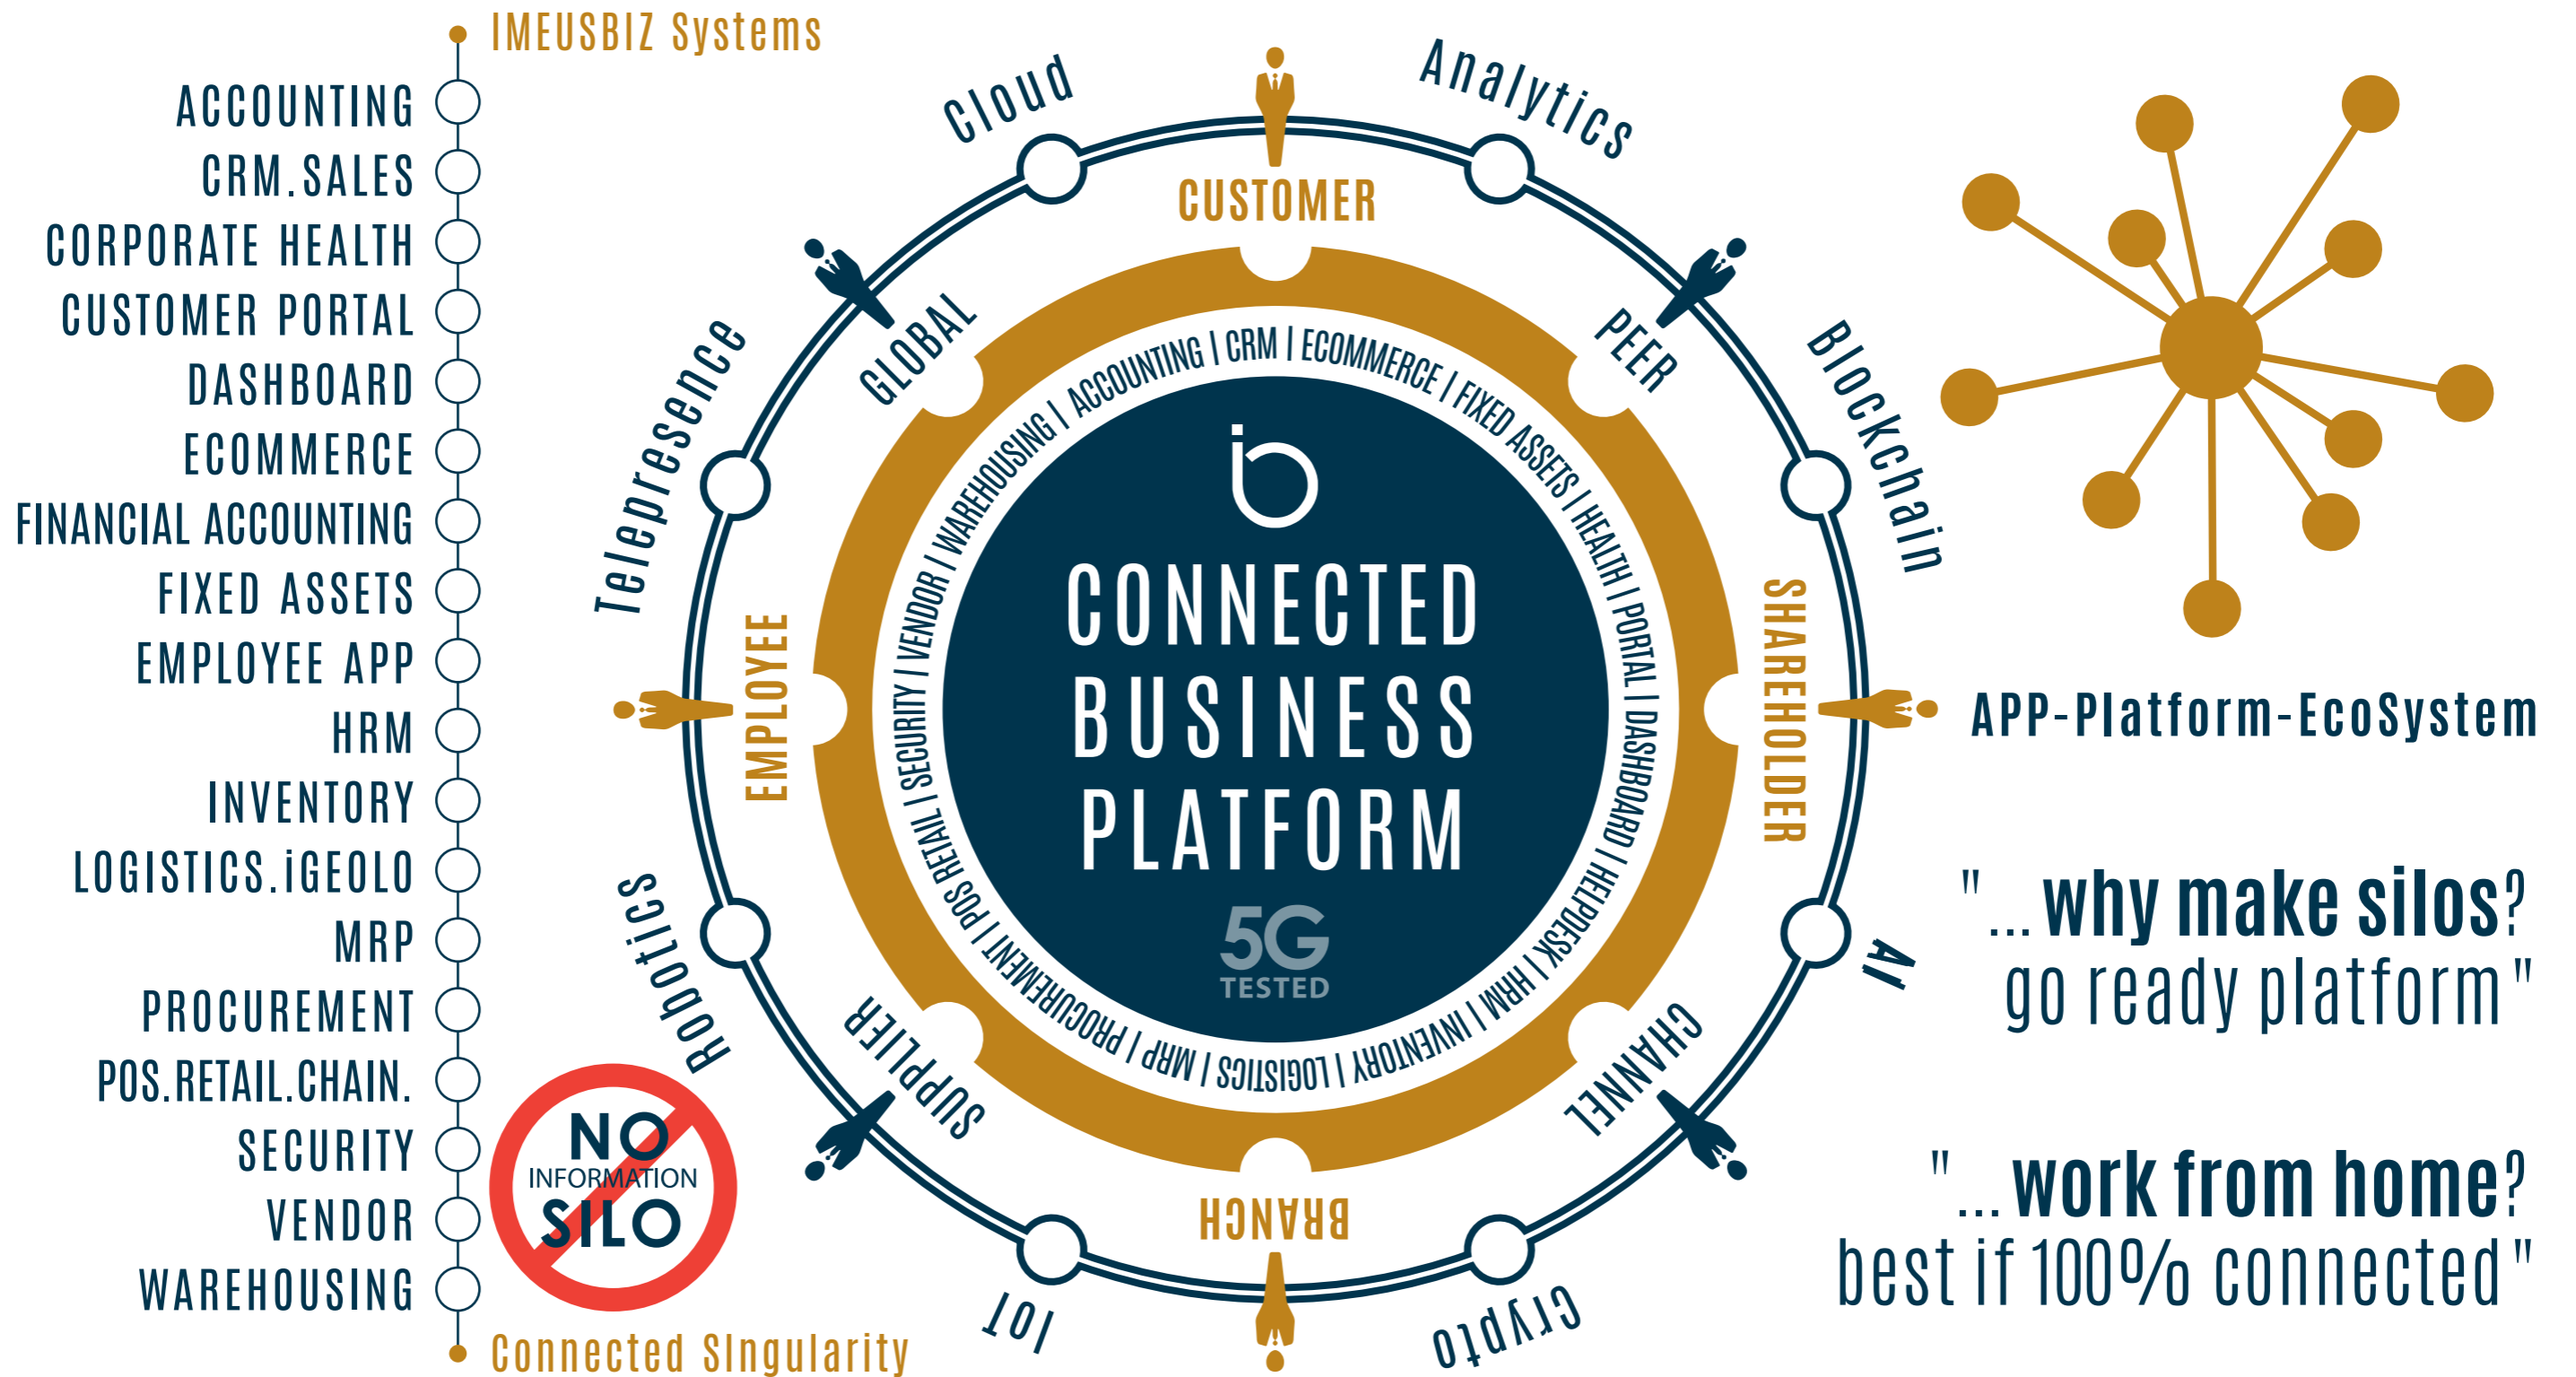 IMEUSBIZ Systems
ACCOUNTING
CRM.SALES
CORPORATE HEALTH
CUSTOMER PORTAL
DASHBOARD
ECOMMERCE
FINANCIAL ACCOUNTING
FIXED ASSETS
EMPLOYEE APP
HRM
INVENTORY
LOGISTICS.iGEOLO
MRP
PROCUREMENT
POS.RETAIL.CHAIN.
SECURITY
VENDOR
WAREHOUSING
Connected SIngularity
NO
INFORMATION
SILO
Cloud
Analytics
Blockchain
AI
Crypto
IoT
Robotics
Telepresence
CUSTOMER
PEER
SHAREHOLDER
CHANNEL
BRANCH
SUPPLIER
EMPLOYEE
GLOBAL
ACCOUNTING | CRM | ECOMMERCE | FIXED ASSETS | HEALTH | PORTAL | DASHBOARD | HELPDESK | HRM | INVENTORY | LOGISTICS | MRP | PROCUREMENT | POS RETAIL | SECURITY | VENDOR | WAREHOUSING |
ib
CONNECTED
BUSINESS
PLATFORM
5G
TESTED
APP-Platform-EcoSystem
"... why make silos?
go ready platform"
"... work from home?
best if 100% connected"